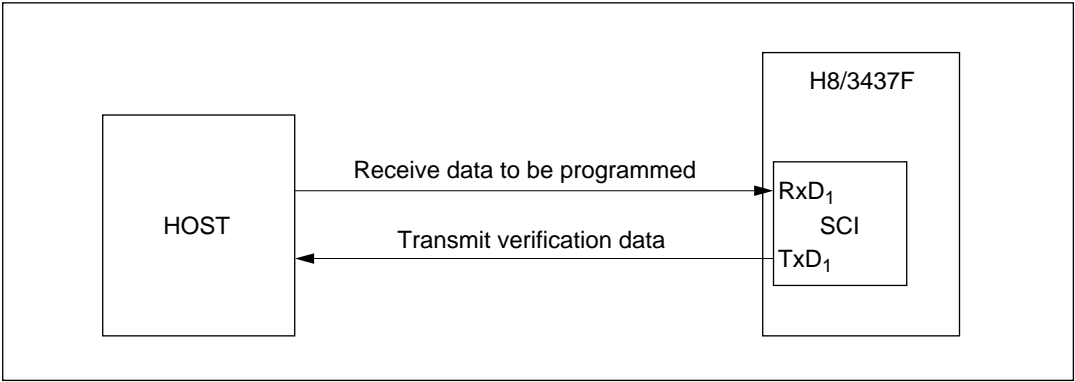 H8/3437F
Receive data to be programmed
RxD₁
HOST
SCI
Transmit verification data
TxD₁